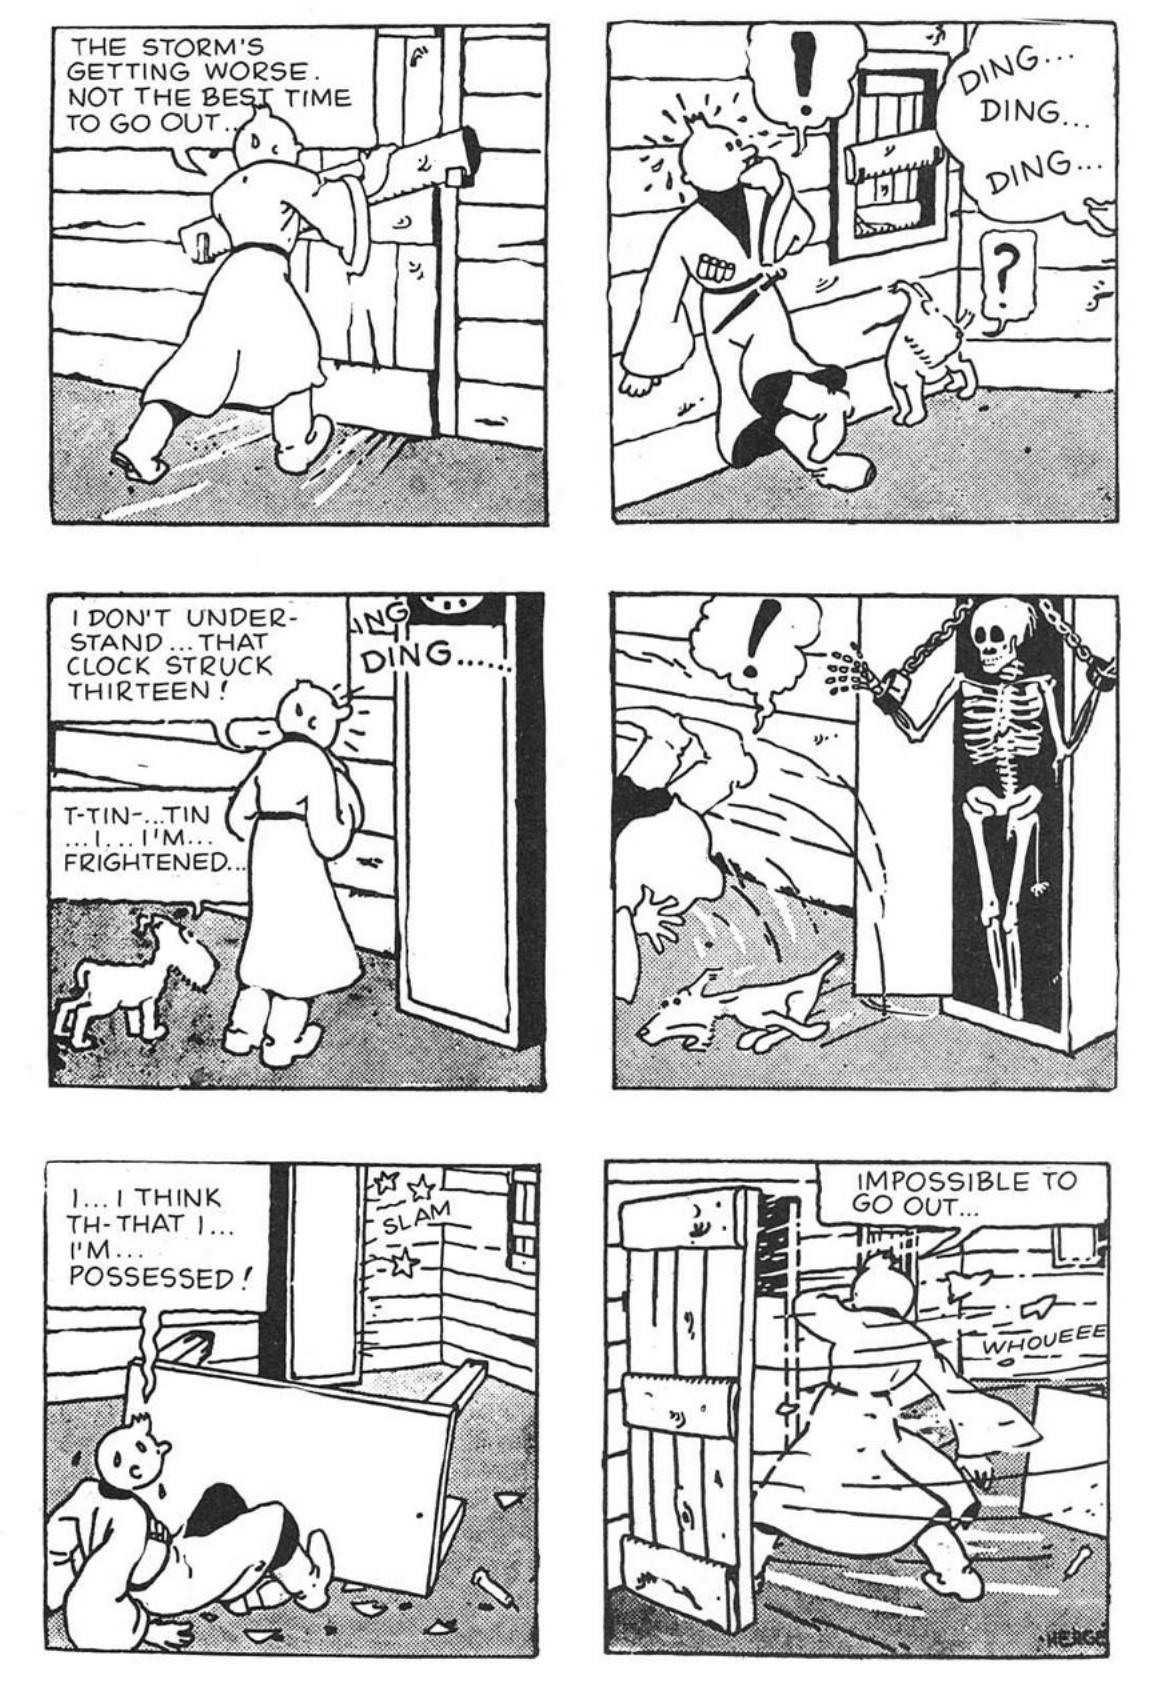 THE STORM'S
GETTING WORSE.
NOT THE BEST TIME
TO GO OUT...
!
DING...
DING...
DING...
?
I DON'T UNDER-
STAND... THAT
CLOCK STRUCK
THIRTEEN!
ING
DING......
T-TIN-...TIN
...I... I'M...
FRIGHTENED...
!
I... I THINK
TH-THAT I...
I'M...
POSSESSED!
SLAM
IMPOSSIBLE TO
GO OUT...
WHOUEEE
HERGÉ